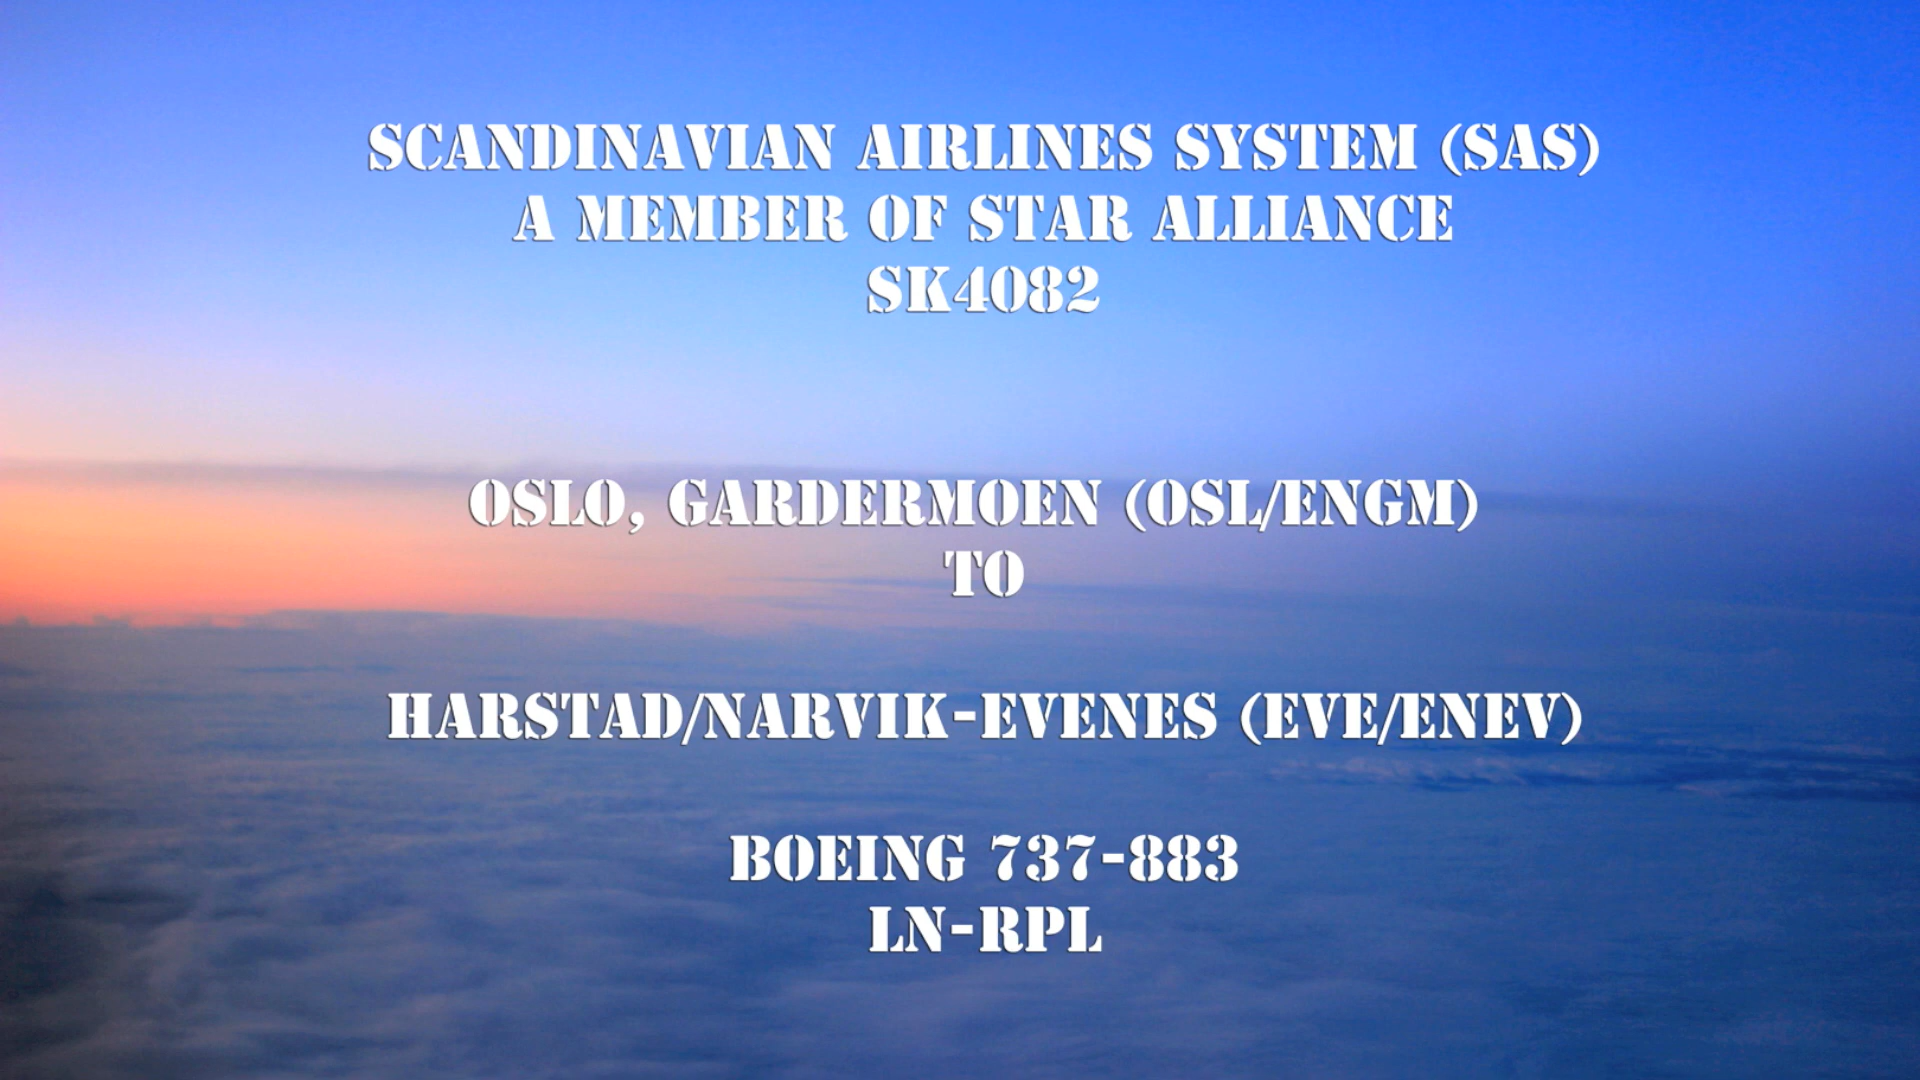 SCANDINAVIAN AIRLINES SYSTEM (SAS)
A MEMBER OF STAR ALLIANCE
SK4082
OSLO, GARDERMOEN (OSL/ENGM)
TO
HARSTAD/NARVIK-EVENES (EVE/ENEV)
BOEING 737-883
LN-RPL